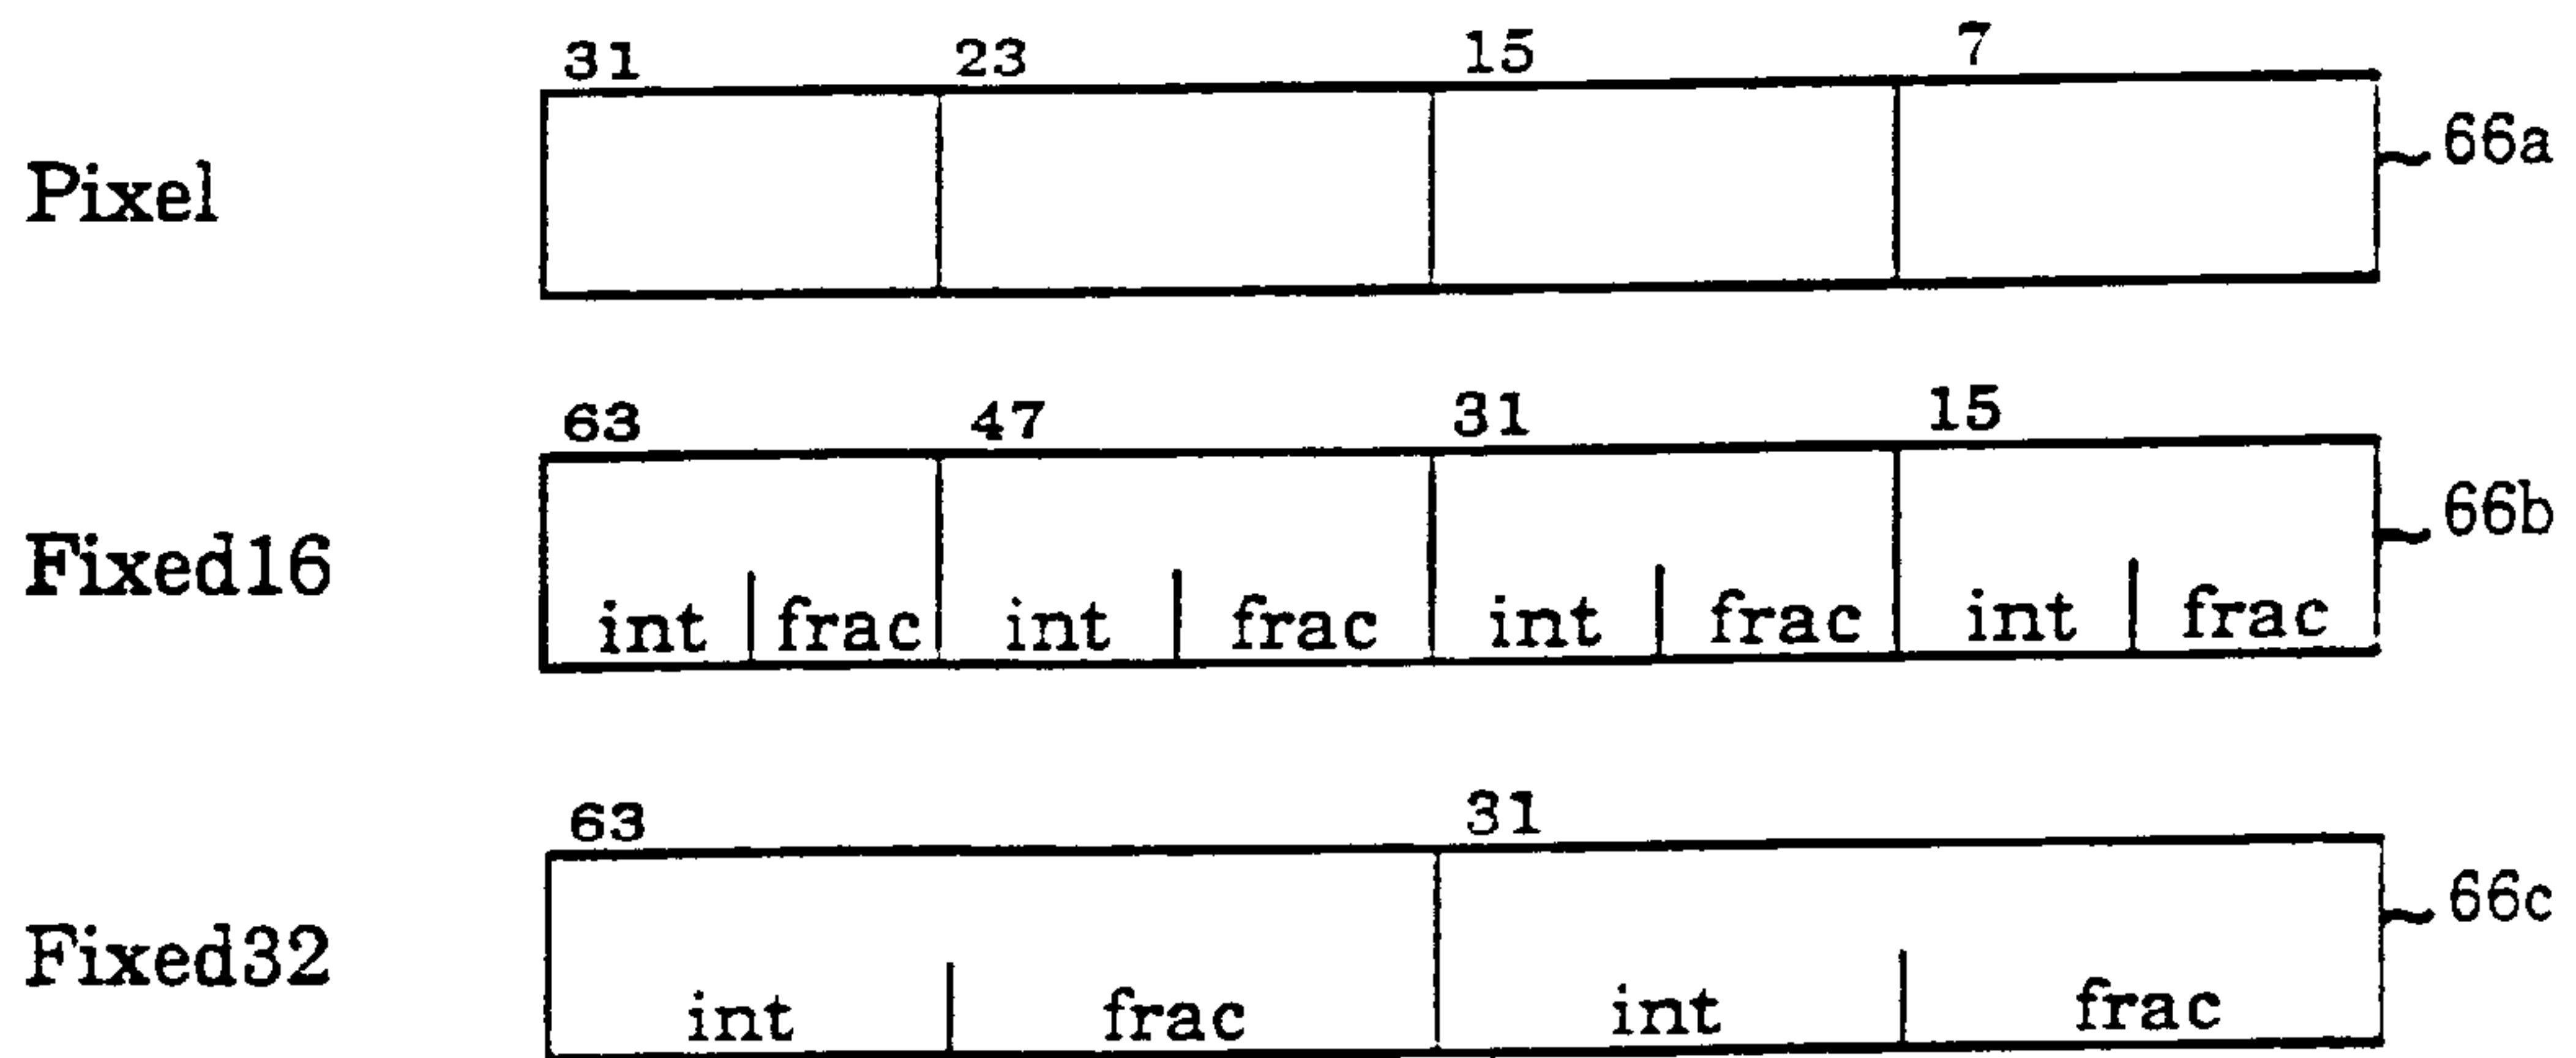 31 23 15 7
Pixel 66a
63 47 31 15
Fixed16 66b
int frac int frac int frac int frac
63 31
Fixed32 66c
int frac int frac